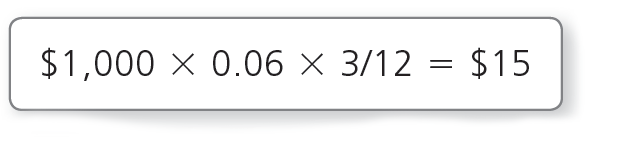 $1,000 × 0.06 × 3/12 = $15